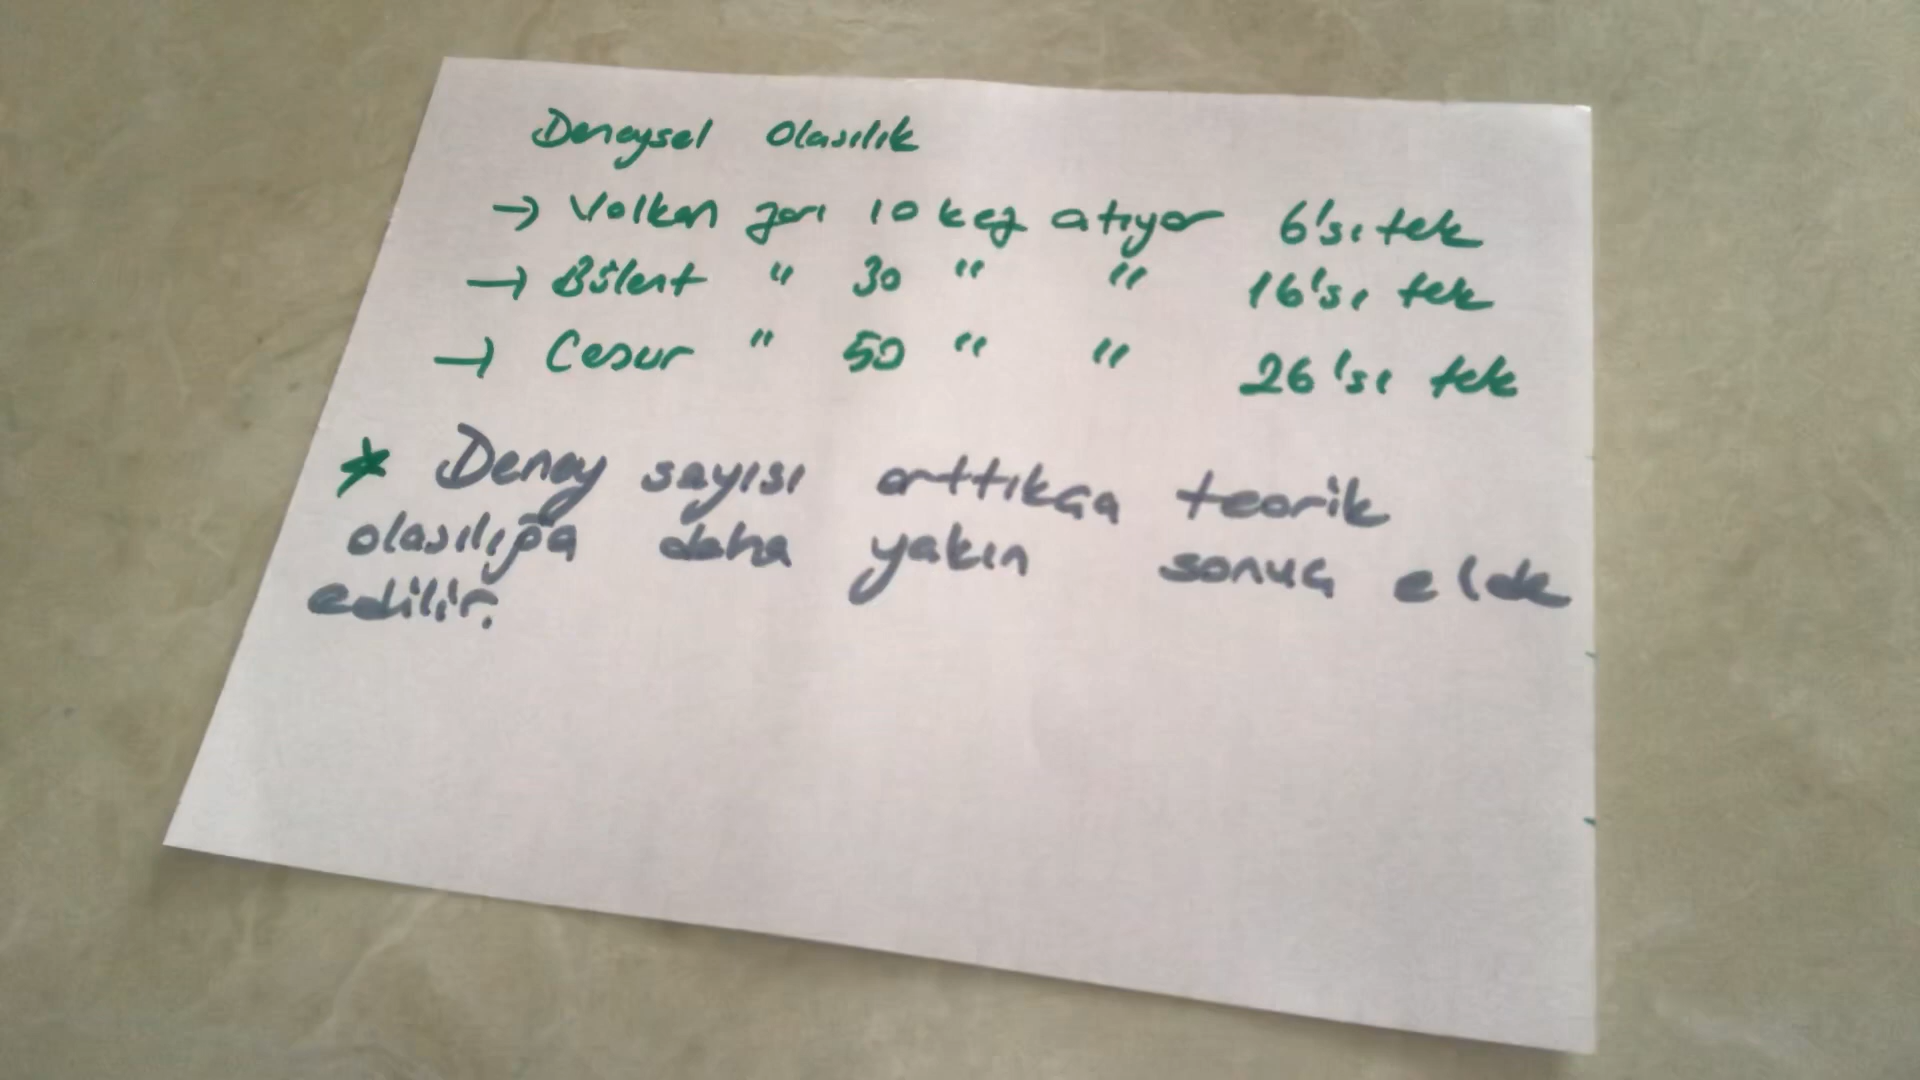 Deneysel Olasılık
→ Volkan zarı 10 kez atıyor 6'sı tek
→ Bülent " 30 " " 16'sı tek
→ Cesur " 50 " " 26'sı tek
* Deney sayısı arttıkça teorik
olasılığa daha yakın sonuç elde
edilir.